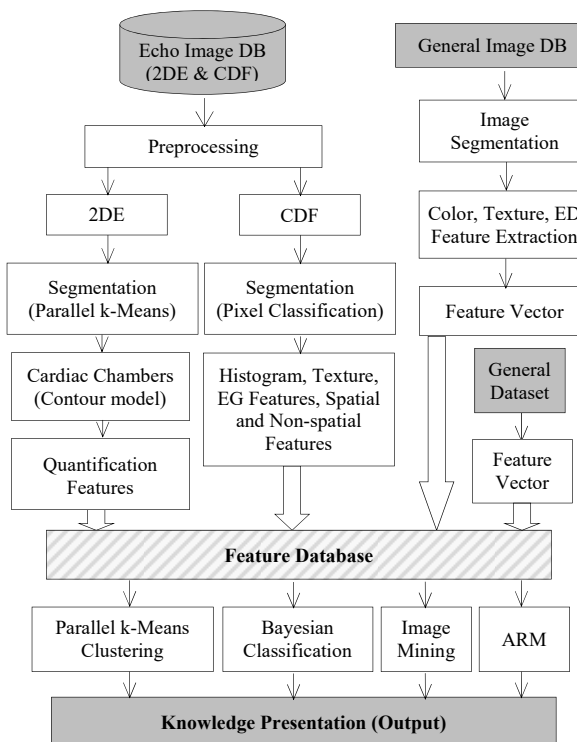 Echo Image DB
(2DE & CDF)
General Image DB
Preprocessing
Image
Segmentation
2DE
CDF
Color, Texture, ED
Feature Extraction
Segmentation
(Parallel k-Means)
Segmentation
(Pixel Classification)
Feature Vector
Cardiac Chambers
(Contour model)
Histogram, Texture,
EG Features, Spatial
and Non-spatial
Features
General
Dataset
Quantification
Features
Feature
Vector
Feature Database
Parallel k-Means
Clustering
Bayesian
Classification
Image
Mining
ARM
Knowledge Presentation (Output)